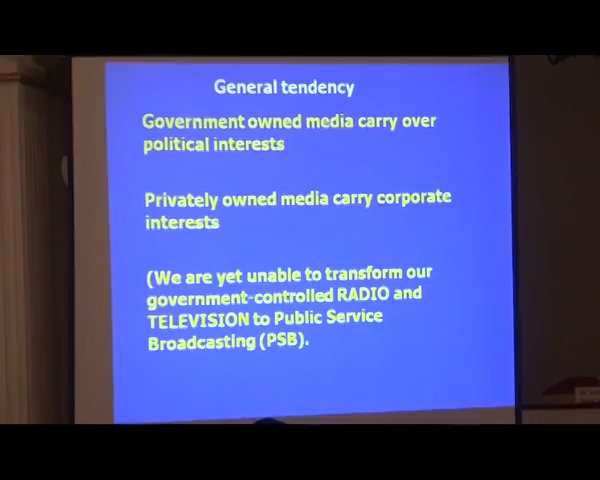 General tendency
Government owned media carry over
political interests
Privately owned media carry corporate
interests
(We are yet unable to transform our
government-controlled RADIO and
TELEVISION to Public Service
Broadcasting (PSB).